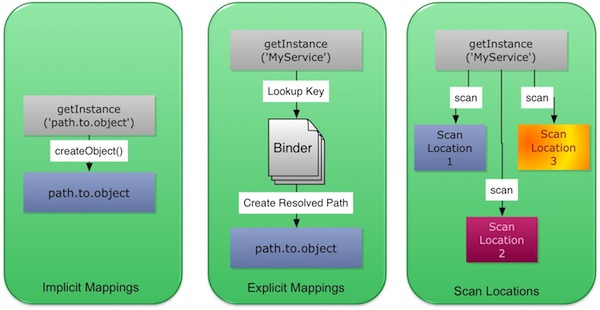 getInstance
('path.to.object')
createObject()
path.to.object
Implicit Mappings
getInstance
('MyService')
Lookup Key
Binder
Create Resolved Path
path.to.object
Explicit Mappings
getInstance
('MyService')
scan
scan
Scan
Location
1
Scan
Location
3
scan
Scan
Location
2
Scan Locations